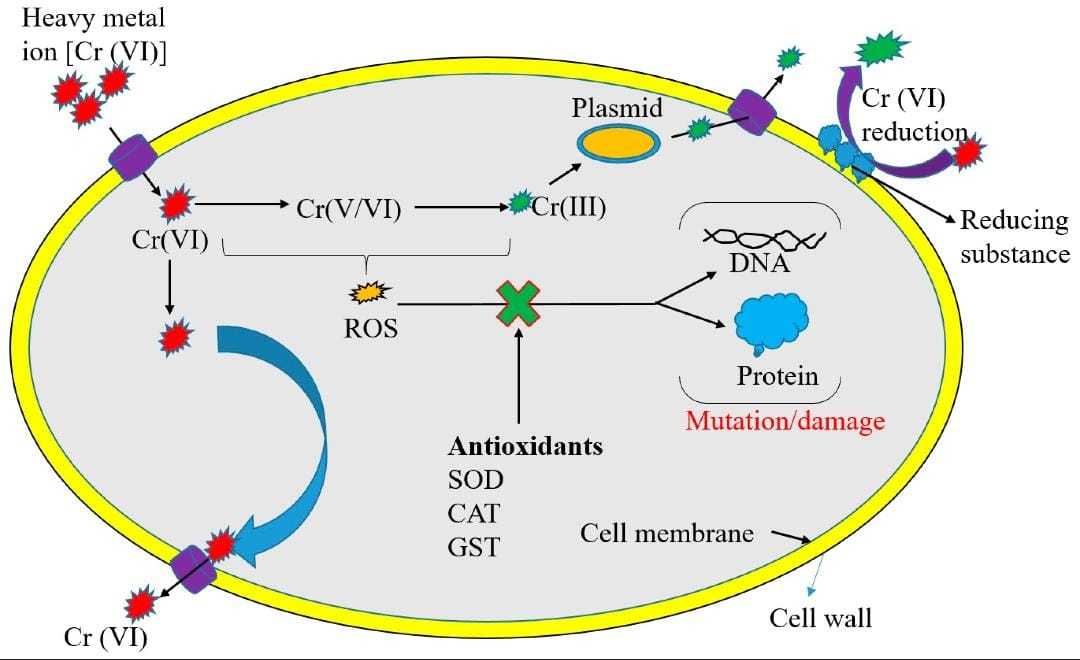 Heavy metal
ion [Cr (VI)]
Plasmid
Cr (VI)
reduction
Cr(V/VI)
Cr(III)
Cr(VI)
Reducing
substance
DNA
ROS
Protein
Mutation/damage
Antioxidants
SOD
CAT
GST
Cell membrane
Cell wall
Cr (VI)